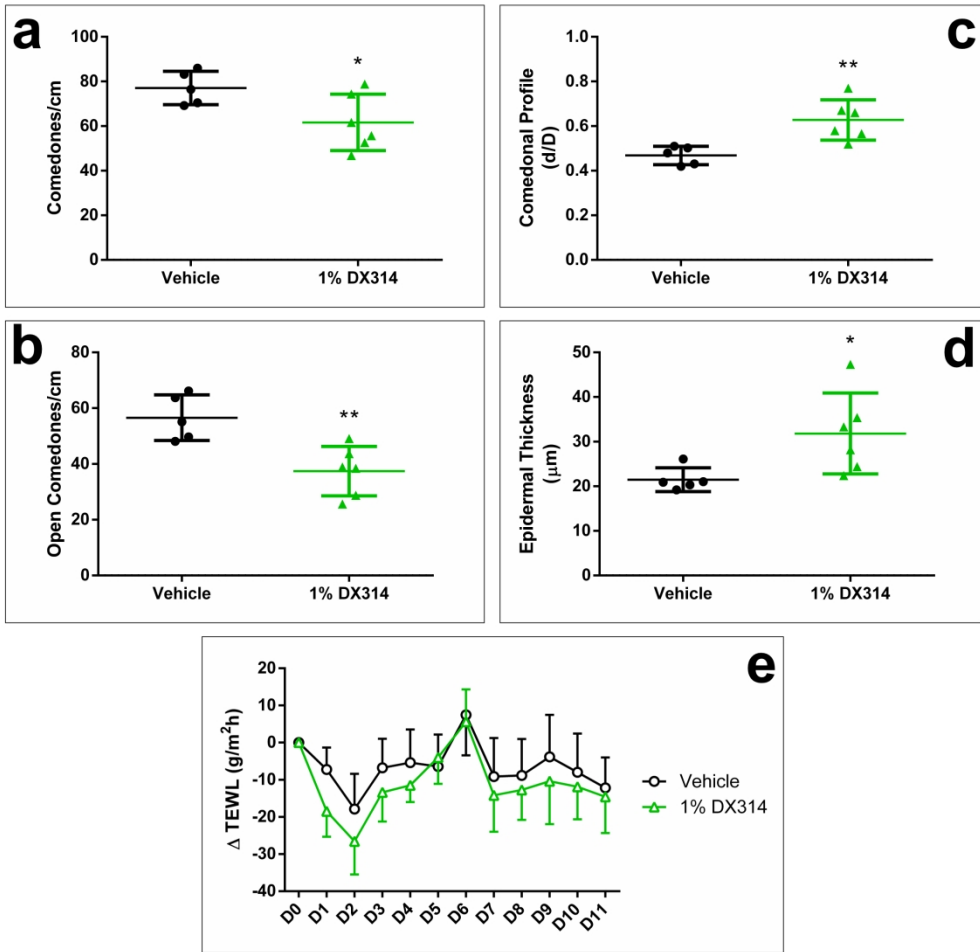 a
Comedones/cm
100
80
60
40
20
0
*
Vehicle
1% DX314
c
Comedonal Profile
(d/D)
1.0
0.8
0.6
0.4
0.2
0.0
**
Vehicle
1% DX314
b
Open Comedones/cm
80
60
40
20
0
**
Vehicle
1% DX314
d
Epidermal Thickness
(μm)
50
40
30
20
10
0
*
Vehicle
1% DX314
e
Δ TEWL (g/m²h)
20
10
0
-10
-20
-30
-40
D0
D1
D2
D3
D4
D5
D6
D7
D8
D9
D10
D11
Vehicle
1% DX314